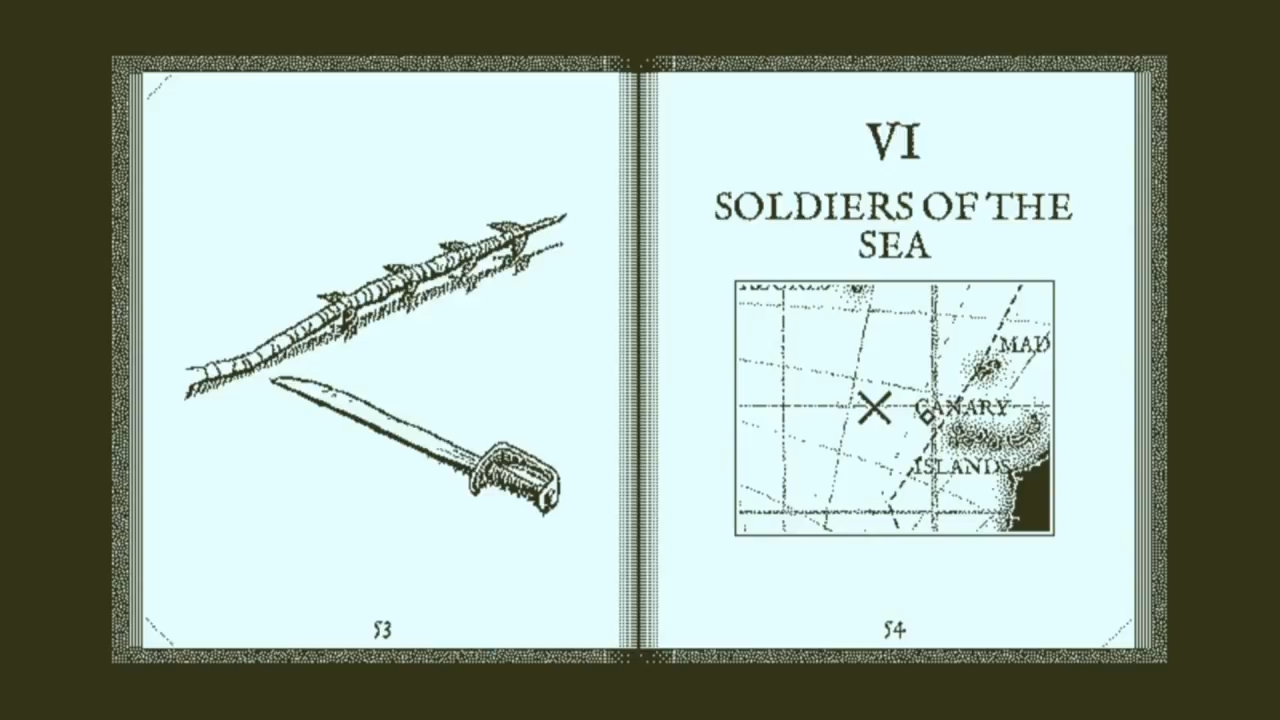 53
VI
SOLDIERS OF THE
SEA
MAD
CANARY
ISLANDS
54